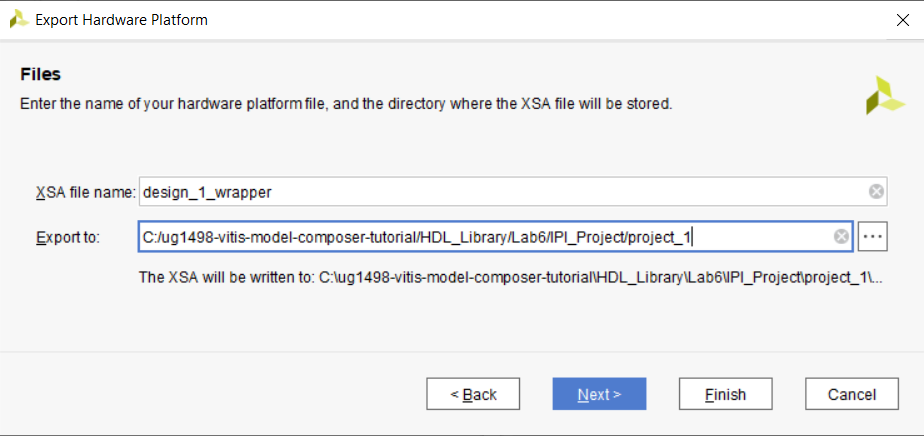 Export Hardware Platform
Files
Enter the name of your hardware platform file, and the directory where the XSA file will be stored.
XSA file name: design_1_wrapper
Export to: C:/ug1498-vitis-model-composer-tutorial/HDL_Library/Lab6/IPI_Project/project_1
The XSA will be written to: C:\ug1498-vitis-model-composer-tutorial\HDL_Library\Lab6\IPI_Project\project_1\...
< Back Next > Finish Cancel